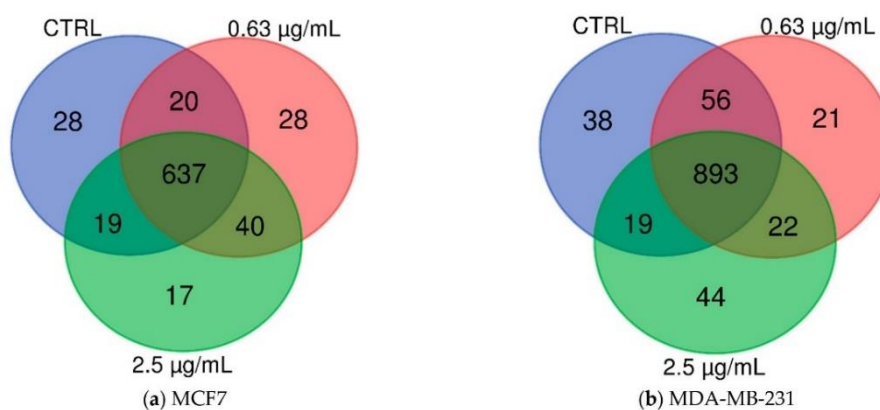 CTRL 0.63 µg/mL
28 20 28
637
19 40
17
2.5 µg/mL
(a) MCF7
CTRL 0.63 µg/mL
38 56 21
893
19 22
44
2.5 µg/mL
(b) MDA-MB-231